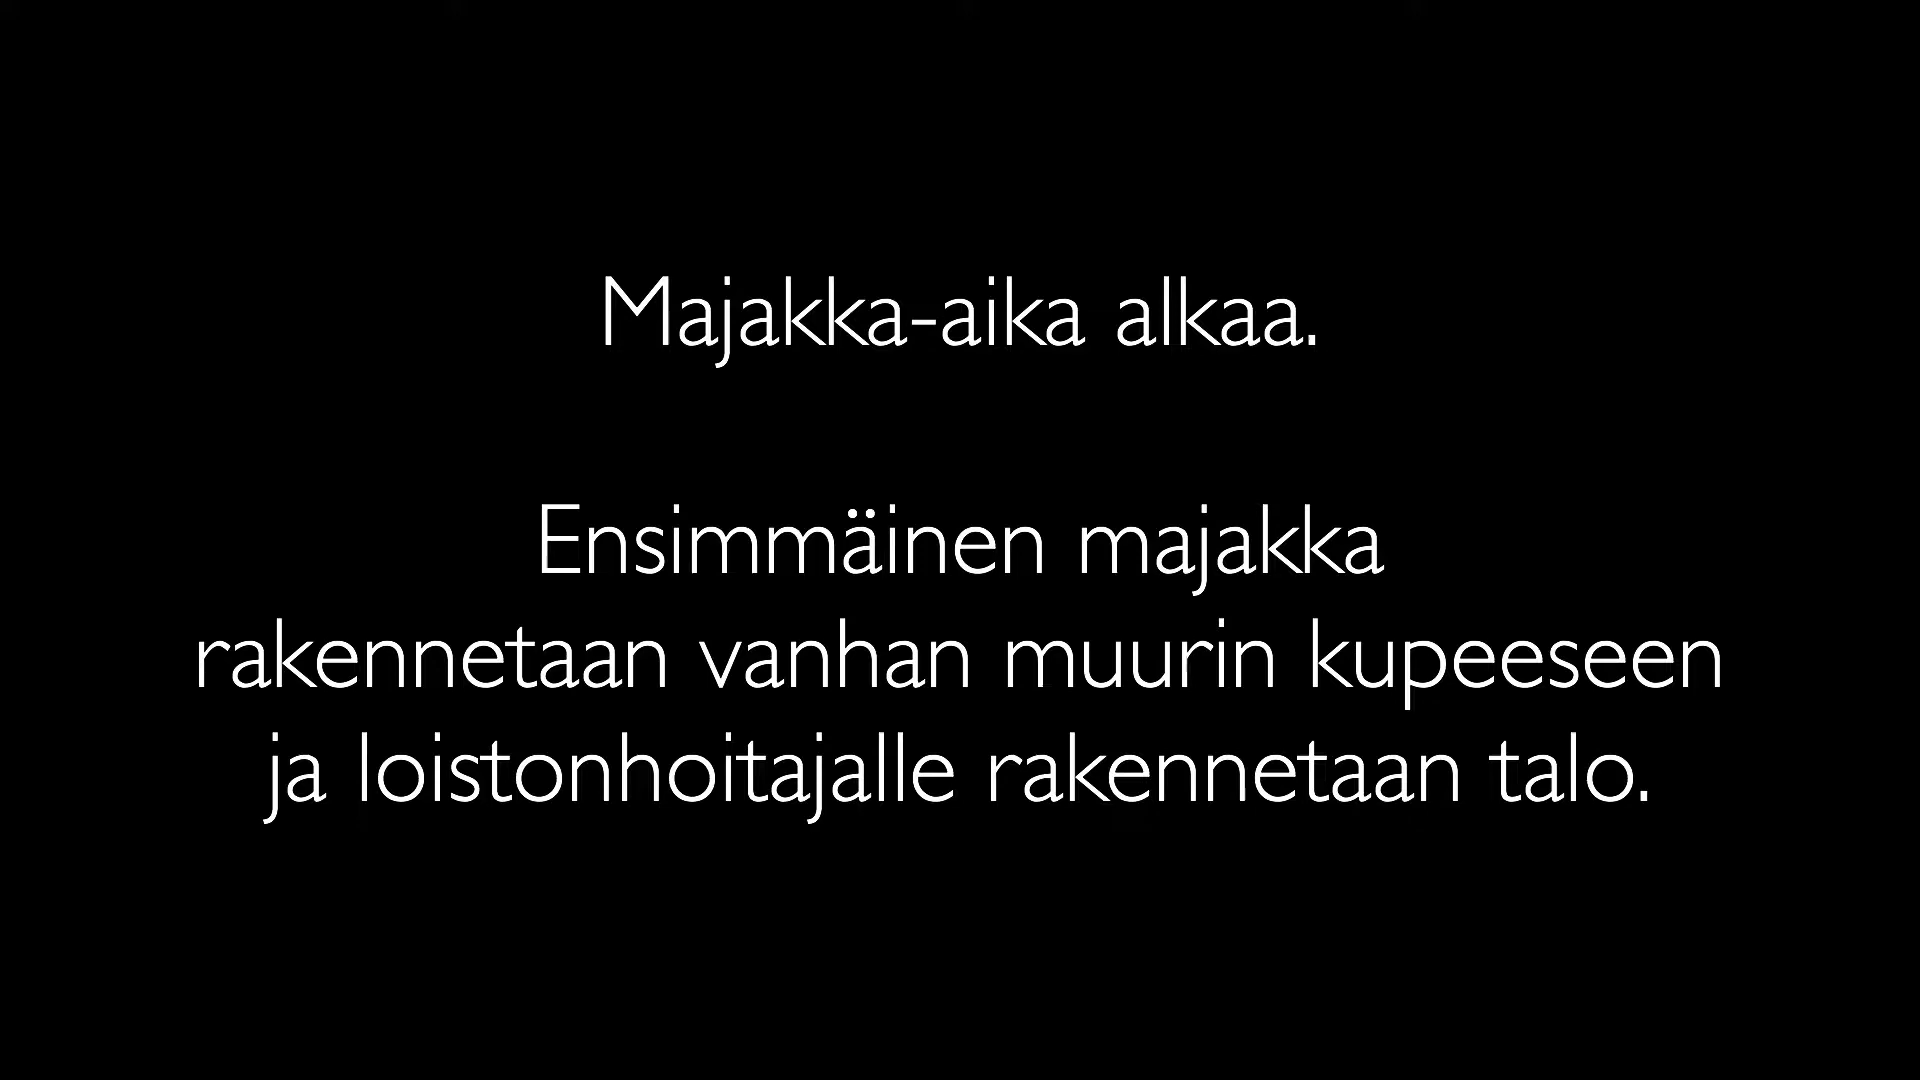 Majakka-aika alkaa.
Ensimmäinen majakka
rakennetaan vanhan muurin kupeeseen
ja loistonhoitajalle rakennetaan talo.